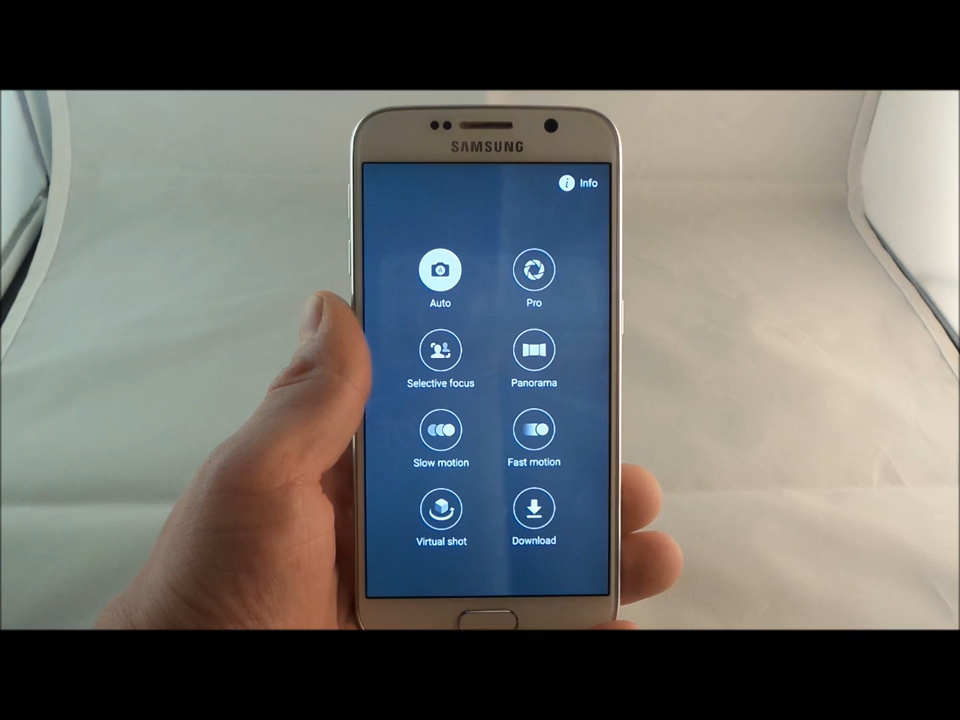 SAMSUNG
Info
Auto
Pro
Selective focus
Panorama
Slow motion
Fast motion
Virtual shot
Download